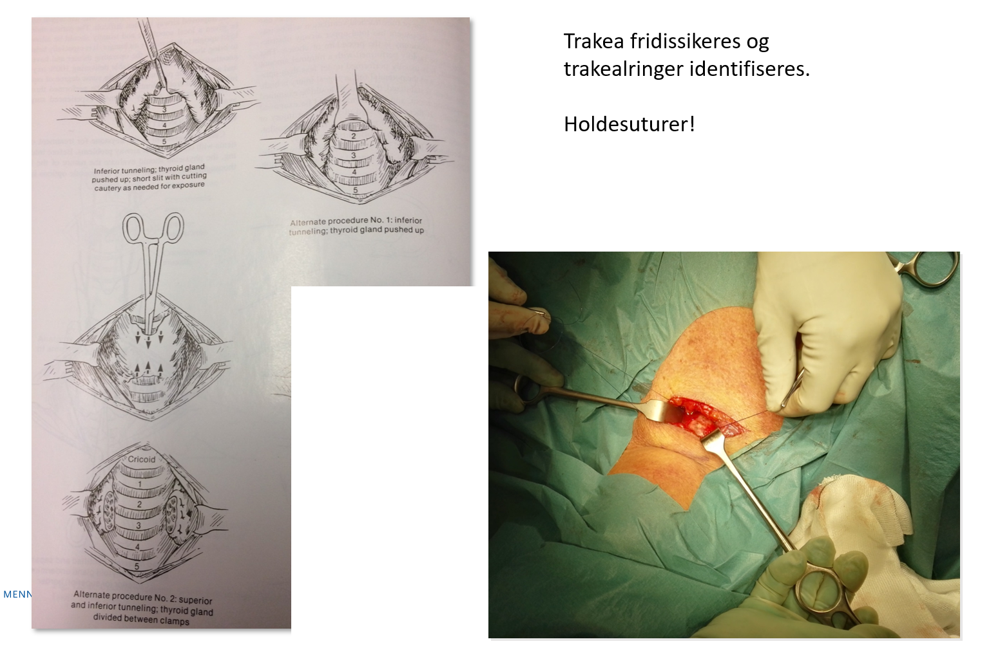 Trakea fridissikeres og
trakealringer identifiseres.
Holdesuturer!
3
4
5
Inferior tunneling; thyroid gland
pushed up; short slit with cutting
cautery as needed for exposure
2
3
4
5
Alternate procedure No. 1: inferior
tunneling; thyroid gland pushed up
Cricoid
1
2
3
4
5
Alternate procedure No. 2: superior
and inferior tunneling; thyroid gland
divided between clamps
MENN